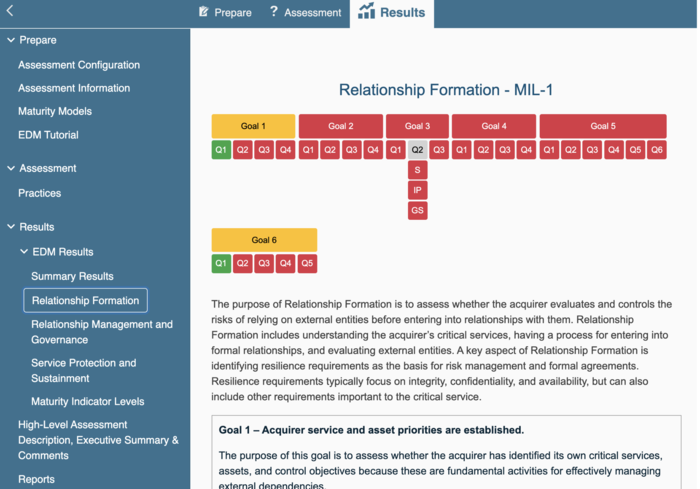 Prepare
Assessment
Results
Prepare
Assessment Configuration
Assessment Information
Maturity Models
EDM Tutorial
Assessment
Practices
Results
EDM Results
Summary Results
Relationship Formation
Relationship Management and
Governance
Service Protection and
Sustainment
Maturity Indicator Levels
High-Level Assessment
Description, Executive Summary &
Comments
Reports
Relationship Formation - MIL-1
Goal 1 Goal 2 Goal 3 Goal 4 Goal 5
Q1 Q2 Q3 Q4 Q1 Q2 Q3 Q4 Q1 Q2 Q3 Q1 Q2 Q3 Q4 Q1 Q2 Q3 Q4 Q5 Q6
S
IP
GS
Goal 6
Q1 Q2 Q3 Q4 Q5
The purpose of Relationship Formation is to assess whether the acquirer evaluates and controls the
risks of relying on external entities before entering into relationships with them. Relationship
Formation includes understanding the acquirer's critical services, having a process for entering into
formal relationships, and evaluating external entities. A key aspect of Relationship Formation is
identifying resilience requirements as the basis for risk management and formal agreements.
Resilience requirements typically focus on integrity, confidentiality, and availability, but can also
include other requirements important to the critical service.
Goal 1 – Acquirer service and asset priorities are established.
The purpose of this goal is to assess whether the acquirer has identified its own critical services,
assets, and control objectives because these are fundamental activities for effectively managing
external dependencies.